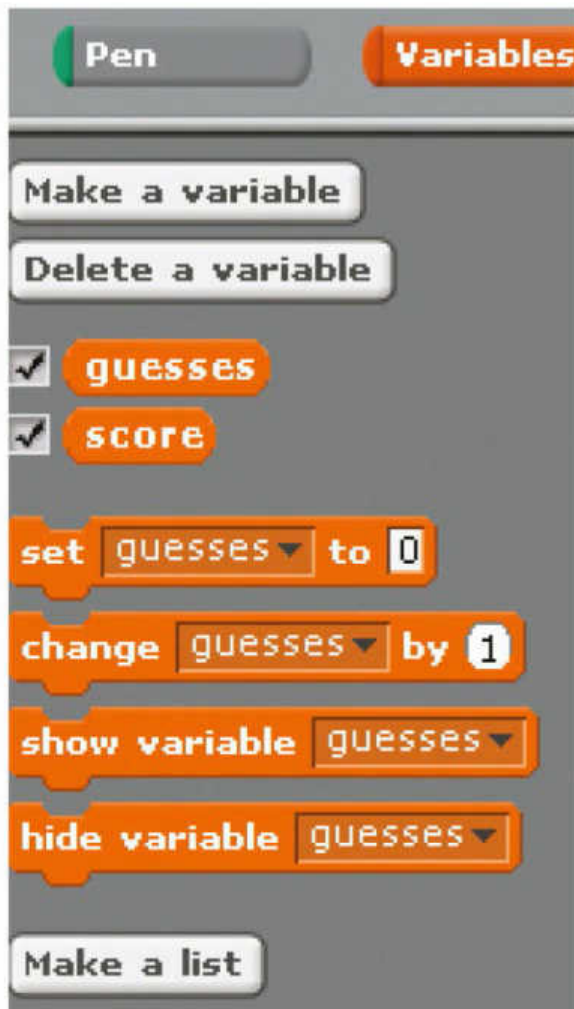 Pen Variables
Make a variable
Delete a variable
guesses
score
set guesses to 0
change guesses by 1
show variable guesses
hide variable guesses
Make a list